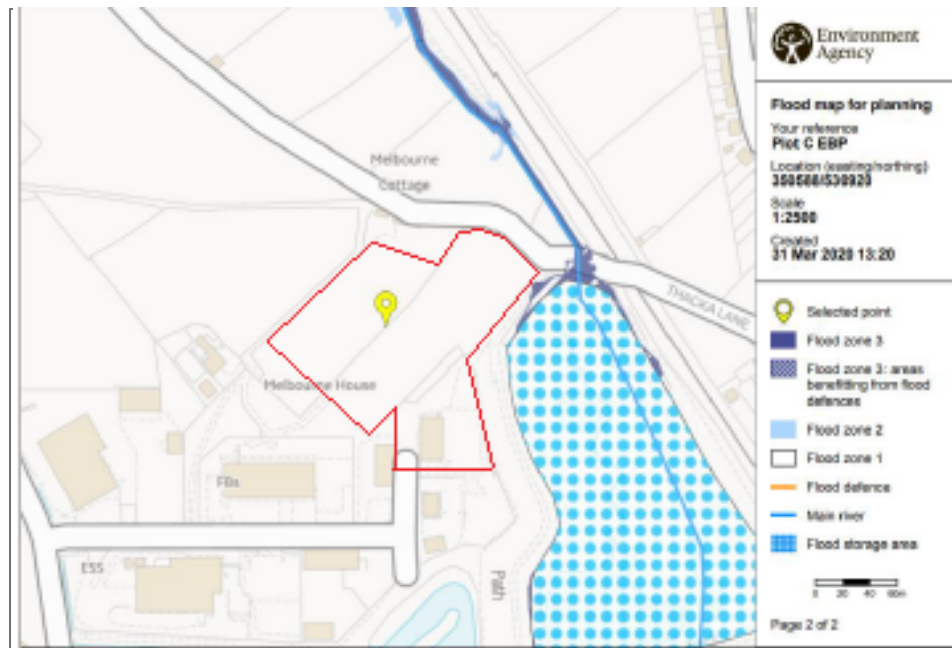 Environment
Agency
Flood map for planning
Your reference
Plot C EBP
Location (easting/northing)
350588/530920
Scale
1:2500
Created
31 Mar 2020 13:20
Selected point
Flood zone 3
Flood zone 3: areas
benefitting from flood
defences
Flood zone 2
Flood zone 1
Flood defence
Main river
Flood storage area
0 20 40 60m
Page 2 of 2
Melbourne
Cottage
THACKA LANE
Melbourne House
FBs
ESS
Path